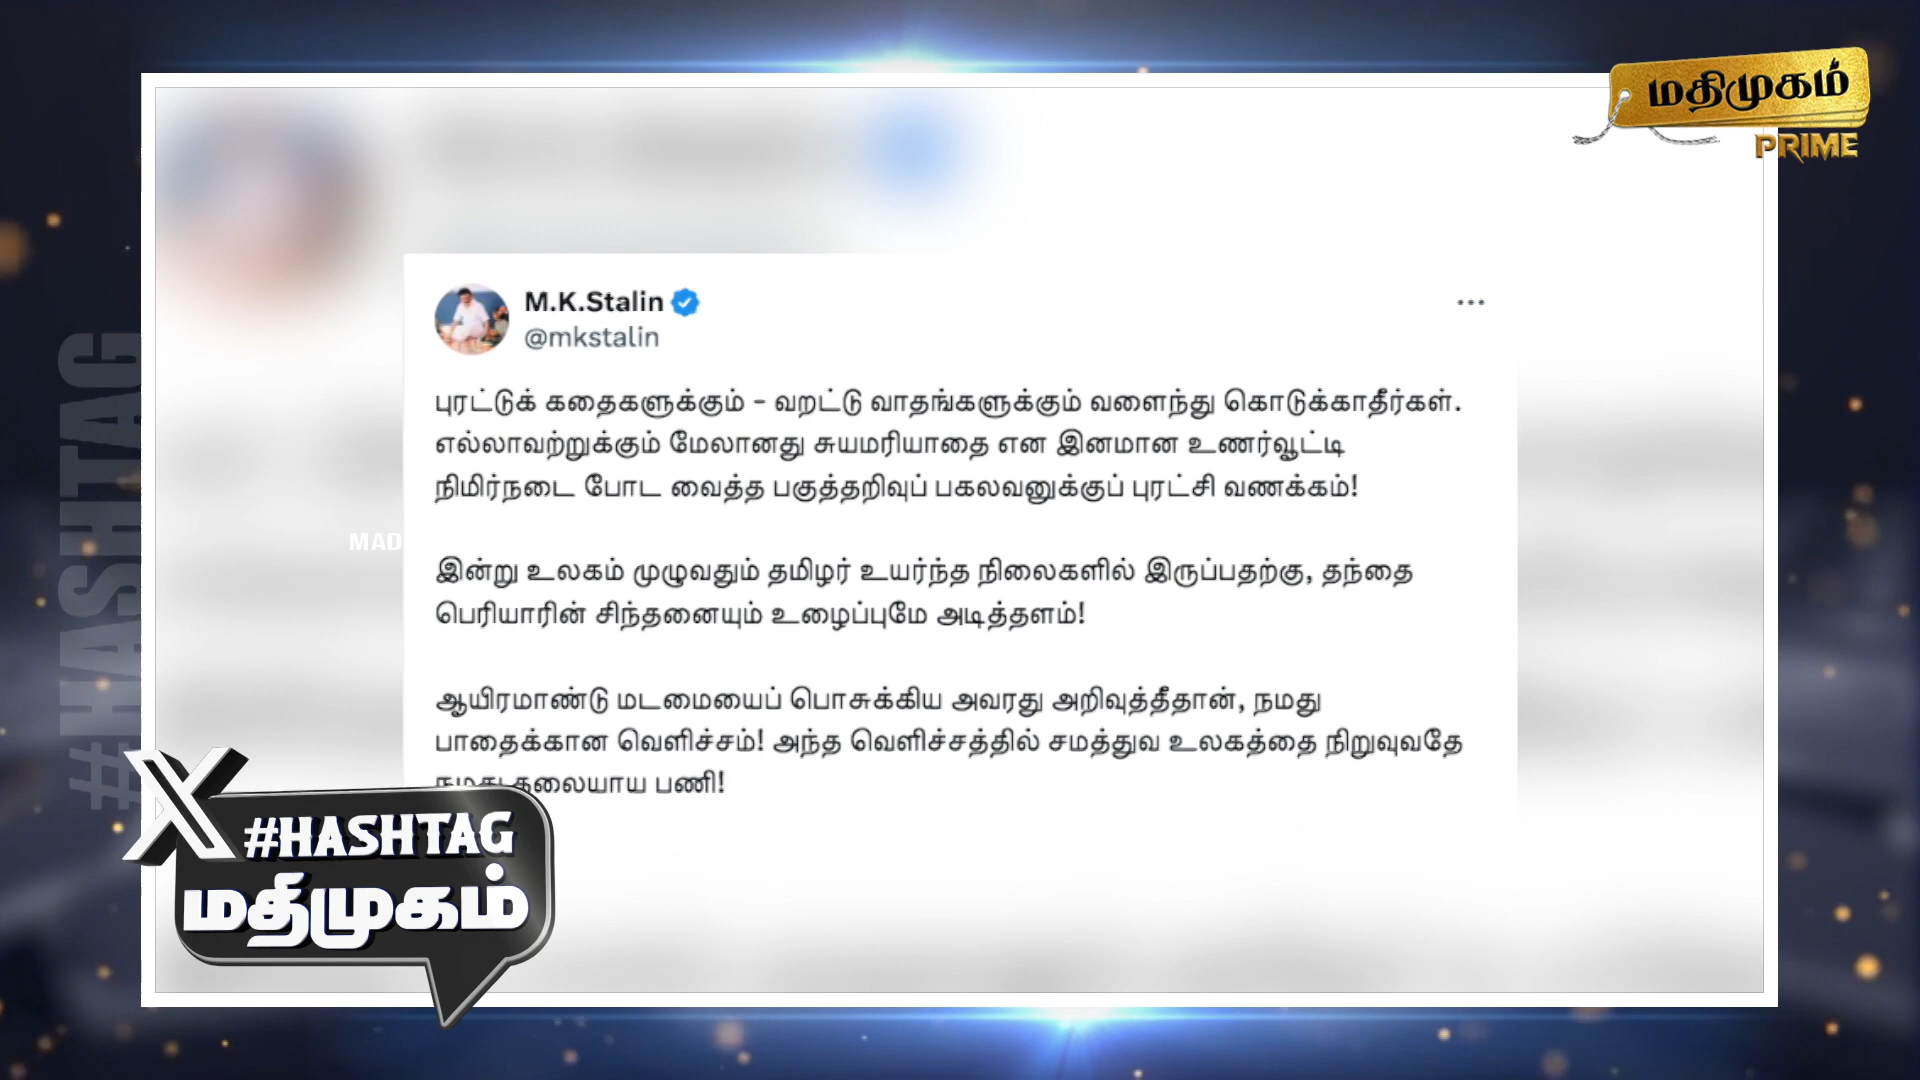 மதிமுகம்
PRIME
M.K.Stalin
@mkstalin
புரட்டுக் கதைகளுக்கும் - வறட்டு வாதங்களுக்கும் வளைந்து கொடுக்காதீர்கள்.
எல்லாவற்றுக்கும் மேலானது சுயமரியாதை என இனமான உணர்வூட்டி
நிமிர்நடை போட வைத்த பகுத்தறிவுப் பகலவனுக்குப் புரட்சி வணக்கம்!
இன்று உலகம் முழுவதும் தமிழர் உயர்ந்த நிலைகளில் இருப்பதற்கு, தந்தை
பெரியாரின் சிந்தனையும் உழைப்புமே அடித்தளம்!
ஆயிரமாண்டு மடமையைப் பொசுக்கிய அவரது அறிவுத்தீதான், நமது
பாதைக்கான வெளிச்சம்! அந்த வெளிச்சத்தில் சமத்துவ உலகத்தை நிறுவுவதே
நமது தலையாய பணி!
MAD
#HASHTAG
X
#HASHTAG
மதிமுகம்